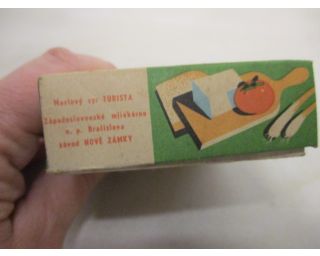 Maslový syr TURISTA
Západoslovenské mliekárne
n. p. Bratislava
závod NOVÉ ZÁMKY